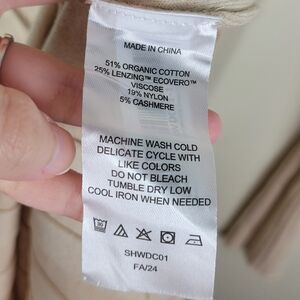 MADE IN CHINA
51% ORGANIC COTTON
25% LENZING™ ECOVERO™
VISCOSE
19% NYLON
5% CASHMERE
MACHINE WASH COLD
DELICATE CYCLE WITH
LIKE COLORS
DO NOT BLEACH
TUMBLE DRY LOW
COOL IRON WHEN NEEDED
SHWDC01
FA/24